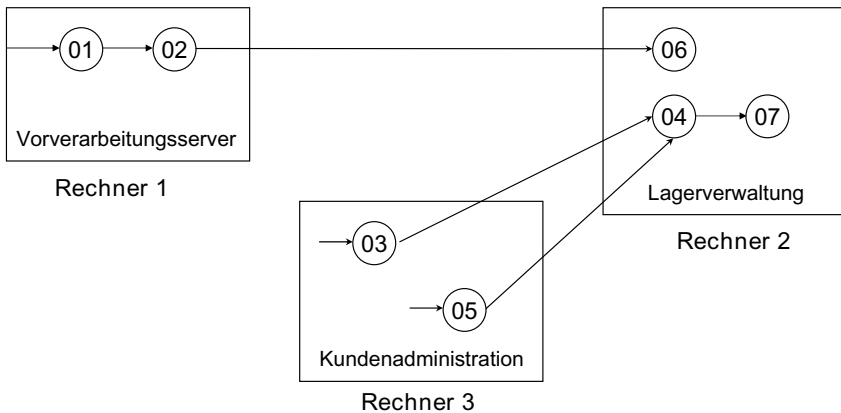 01 02
06
04 07
Vorverarbeitungsserver
Rechner 1
Lagerverwaltung
Rechner 2
03
05
Kundenadministration
Rechner 3